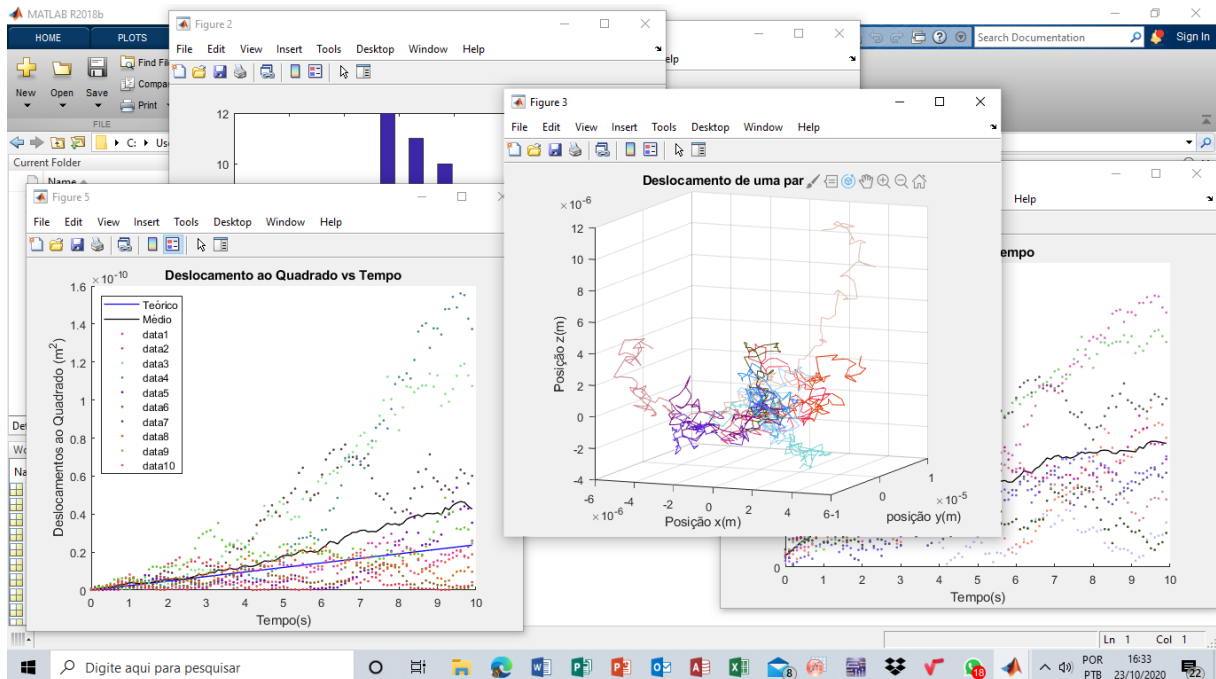 MATLAB R2018b
HOME
PLOTS
Search Documentation
Sign In
New
Open
Save
Find Fil
Compa
Print
FILE
C:
Us
Current Folder
Name
Figure 2
File Edit View Insert Tools Desktop Window Help
12
10
elp
Help
Figure 5
File Edit View Insert Tools Desktop Window Help
Deslocamento ao Quadrado vs Tempo
×10-10
1.6
1.4
1.2
1
0.8
0.6
0.4
0.2
0
Deslocamentos ao Quadrado (m2)
Teórico
Médio
data1
data2
data3
data4
data5
data6
data7
data8
data9
data10
0 1 2 3 4 5 6 7 8 9 10
Tempo(s)
Figure 3
File Edit View Insert Tools Desktop Window Help
Deslocamento de uma par
×10-6
12
10
8
6
4
2
0
-2
-4
Posição z(m)
-6 -4 -2 0 2 4 6
×10-6
Posição x(m)
-1 0 1
×10-5
posição y(m)
empo
0
0 1 2 3 4 5 6 7 8 9 10
Tempo(s)
Det
Wo
Na
Ln 1 Col 1
Digite aqui para pesquisar
8
18
POR
PTB
16:33
23/10/2020
22